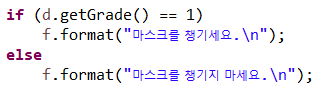 if (d.getGrade() == 1)
    f.format("마스크를 챙기세요.\n");
else
    f.format("마스크를 챙기지 마세요.\n");